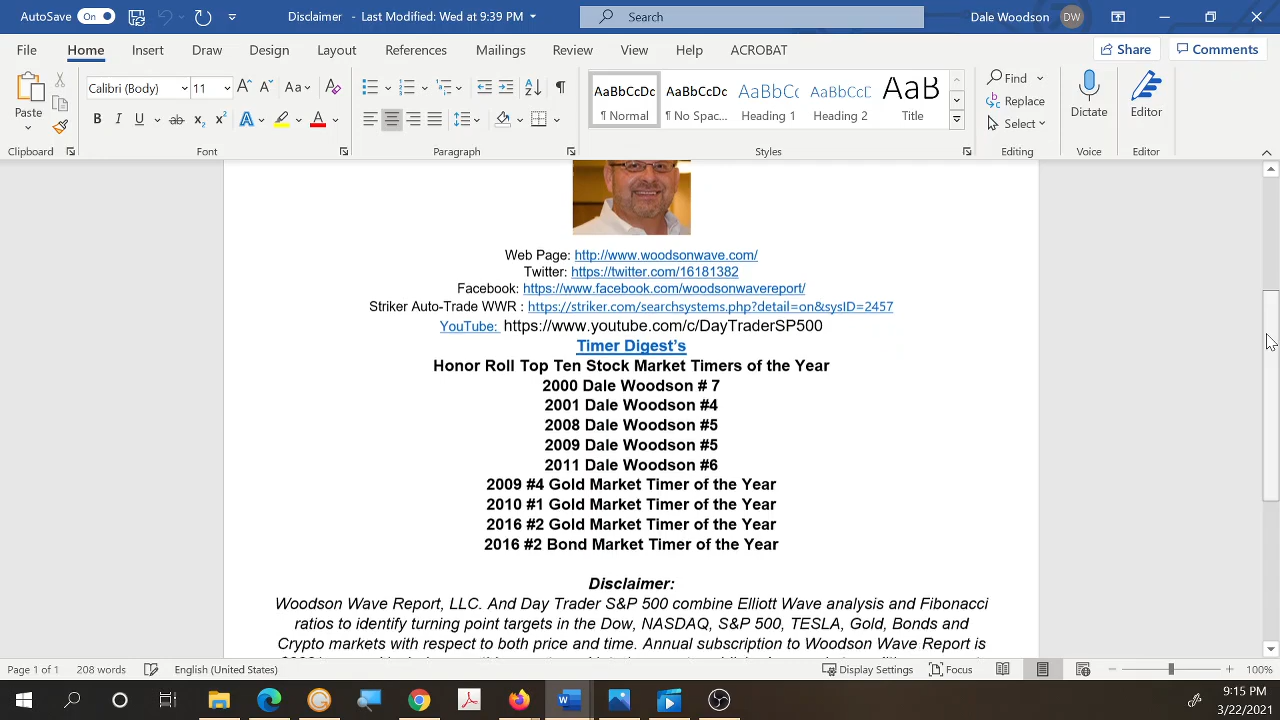 AutoSave On Disclaimer - Last Modified: Wed at 9:39 PM Search Dale Woodson DW
File Home Insert Draw Design Layout References Mailings Review View Help ACROBAT Share Comments
Paste Calibri (Body) 11 AaBbCcDc AaBbCcDc AaBbCc AaBbCcD AaB Find Replace Select Dictate Editor
¶ Normal ¶ No Spac... Heading 1 Heading 2 Title
Clipboard Font Paragraph Styles Editing Voice Editor
Web Page: http://www.woodsonwave.com/
Twitter: https://twitter.com/16181382
Facebook: https://www.facebook.com/woodsonwavereport/
Striker Auto-Trade WWR : https://striker.com/searchsystems.php?detail=on&sysID=2457
YouTube: https://www.youtube.com/c/DayTraderSP500
Timer Digest’s
Honor Roll Top Ten Stock Market Timers of the Year
2000 Dale Woodson # 7
2001 Dale Woodson #4
2008 Dale Woodson #5
2009 Dale Woodson #5
2011 Dale Woodson #6
2009 #4 Gold Market Timer of the Year
2010 #1 Gold Market Timer of the Year
2016 #2 Gold Market Timer of the Year
2016 #2 Bond Market Timer of the Year
Disclaimer:
Woodson Wave Report, LLC. And Day Trader S&P 500 combine Elliott Wave analysis and Fibonacci
ratios to identify turning point targets in the Dow, NASDAQ, S&P 500, TESLA, Gold, Bonds and
Crypto markets with respect to both price and time. Annual subscription to Woodson Wave Report is
Page 1 of 1 208 words English (United States) Display Settings Focus 100%
9:15 PM
3/22/2021